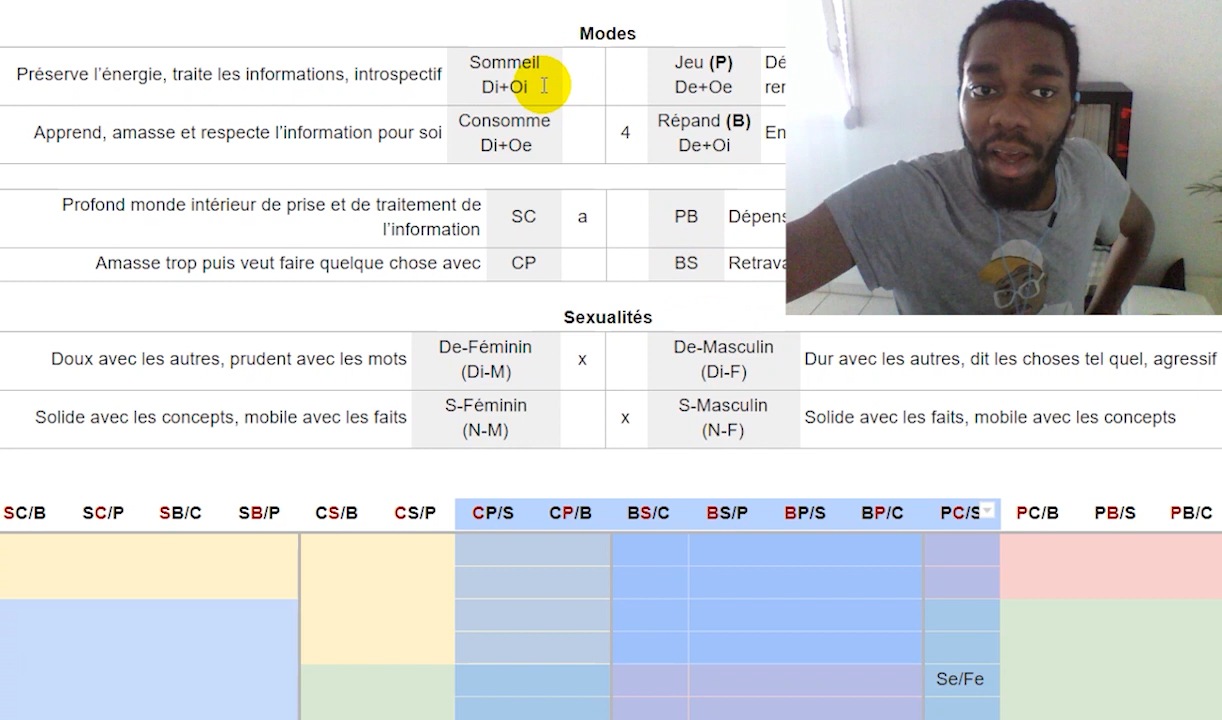 Modes
Préserve l'énergie, traite les informations, introspectif
Sommeil
Di+Oi
Jeu (P)
De+Oe
Dé
rer
Apprend, amasse et respecte l'information pour soi
Consomme
Di+Oe
4
Répand (B)
De+Oi
En
Profond monde intérieur de prise et de traitement de
l'information
SC
a
PB
Dépens
Amasse trop puis veut faire quelque chose avec
CP
BS
Retrava
Sexualités
Doux avec les autres, prudent avec les mots
De-Féminin
(Di-M)
x
De-Masculin
(Di-F)
Dur avec les autres, dit les choses tel quel, agressif
Solide avec les concepts, mobile avec les faits
S-Féminin
(N-M)
x
S-Masculin
(N-F)
Solide avec les faits, mobile avec les concepts
SC/B SC/P SB/C SB/P CS/B CS/P CP/S CP/B BS/C BS/P BP/S BP/C PC/S PC/B PB/S PB/C
Se/Fe